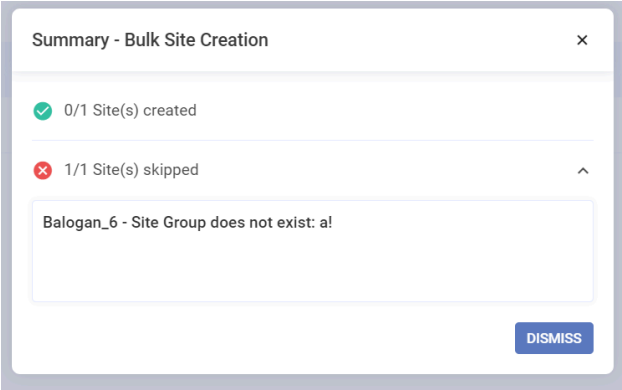 Summary - Bulk Site Creation
0/1 Site(s) created
1/1 Site(s) skipped
Balogan_6 - Site Group does not exist: a!
DISMISS